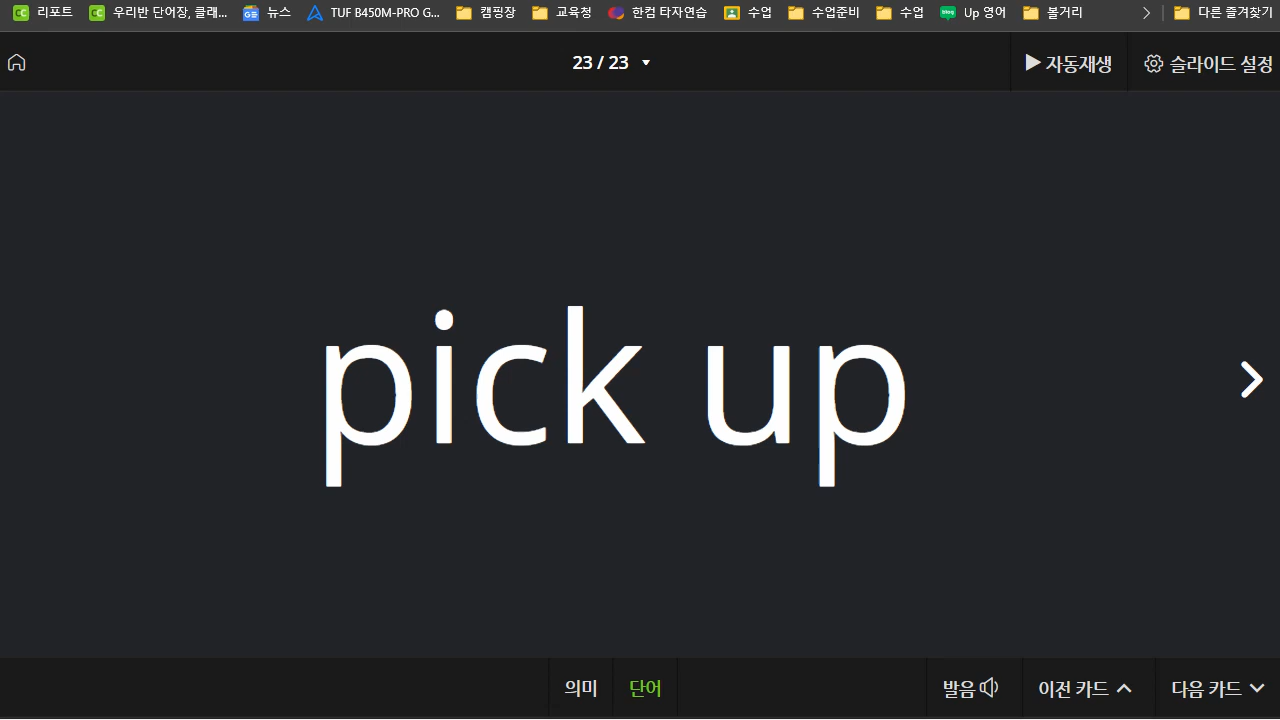 리포트 우리반 단어장, 클래... 뉴스 TUF B450M-PRO G... 캠핑장 교육청 한컴 타자연습 수업 수업준비 수업 Up 영어 볼거리 다른 즐겨찾기
23 / 23 자동재생 슬라이드 설정
pick up
의미 단어 발음 이전 카드 다음 카드